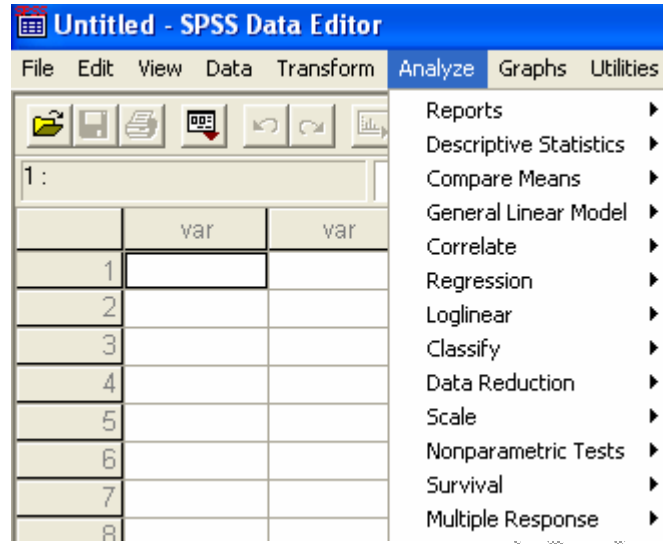 SPSS
Untitled - SPSS Data Editor
File Edit View Data Transform Analyze Graphs Utilities
1 :
var var
1
2
3
4
5
6
7
8
Reports
Descriptive Statistics
Compare Means
General Linear Model
Correlate
Regression
Loglinear
Classify
Data Reduction
Scale
Nonparametric Tests
Survival
Multiple Response